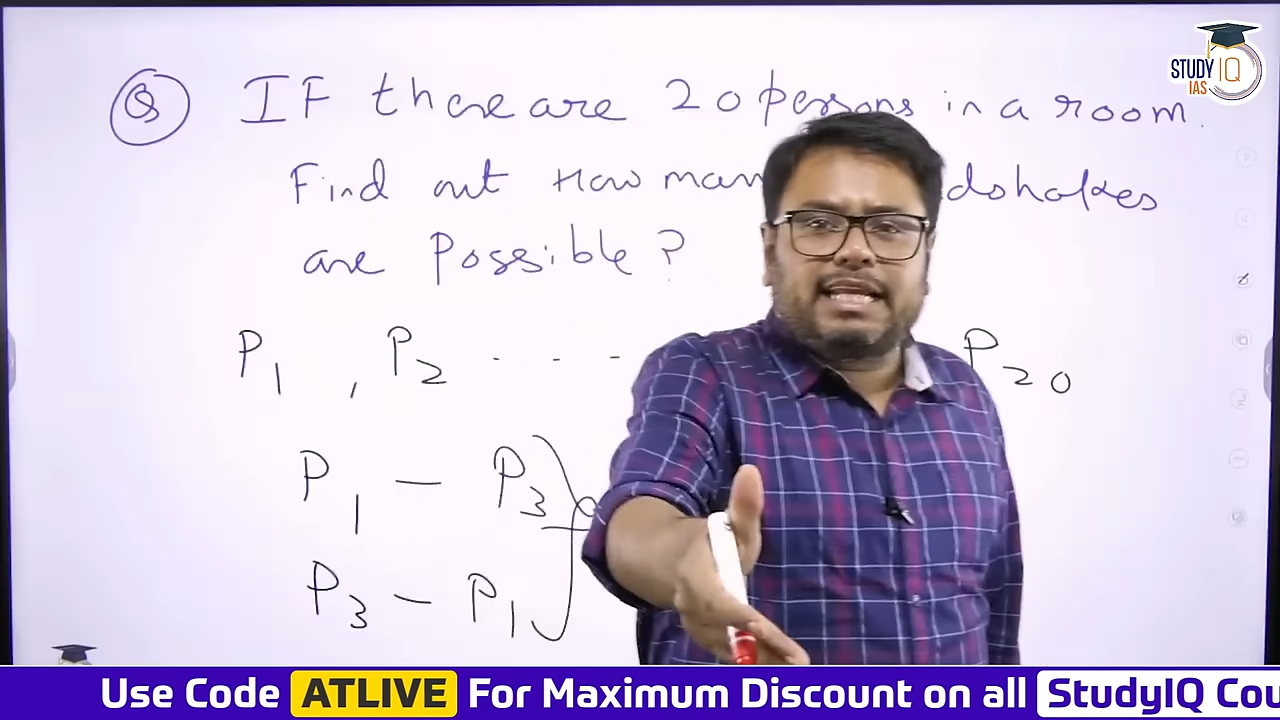 STUDY IQ
IAS
Q IF there are 20 persons in a room.
Find out How
are Possible?
P1 , P2 . . . . P20
P1 — P3
P3 — P1
Use Code ATLIVE For Maximum Discount on all StudyIQ Cou